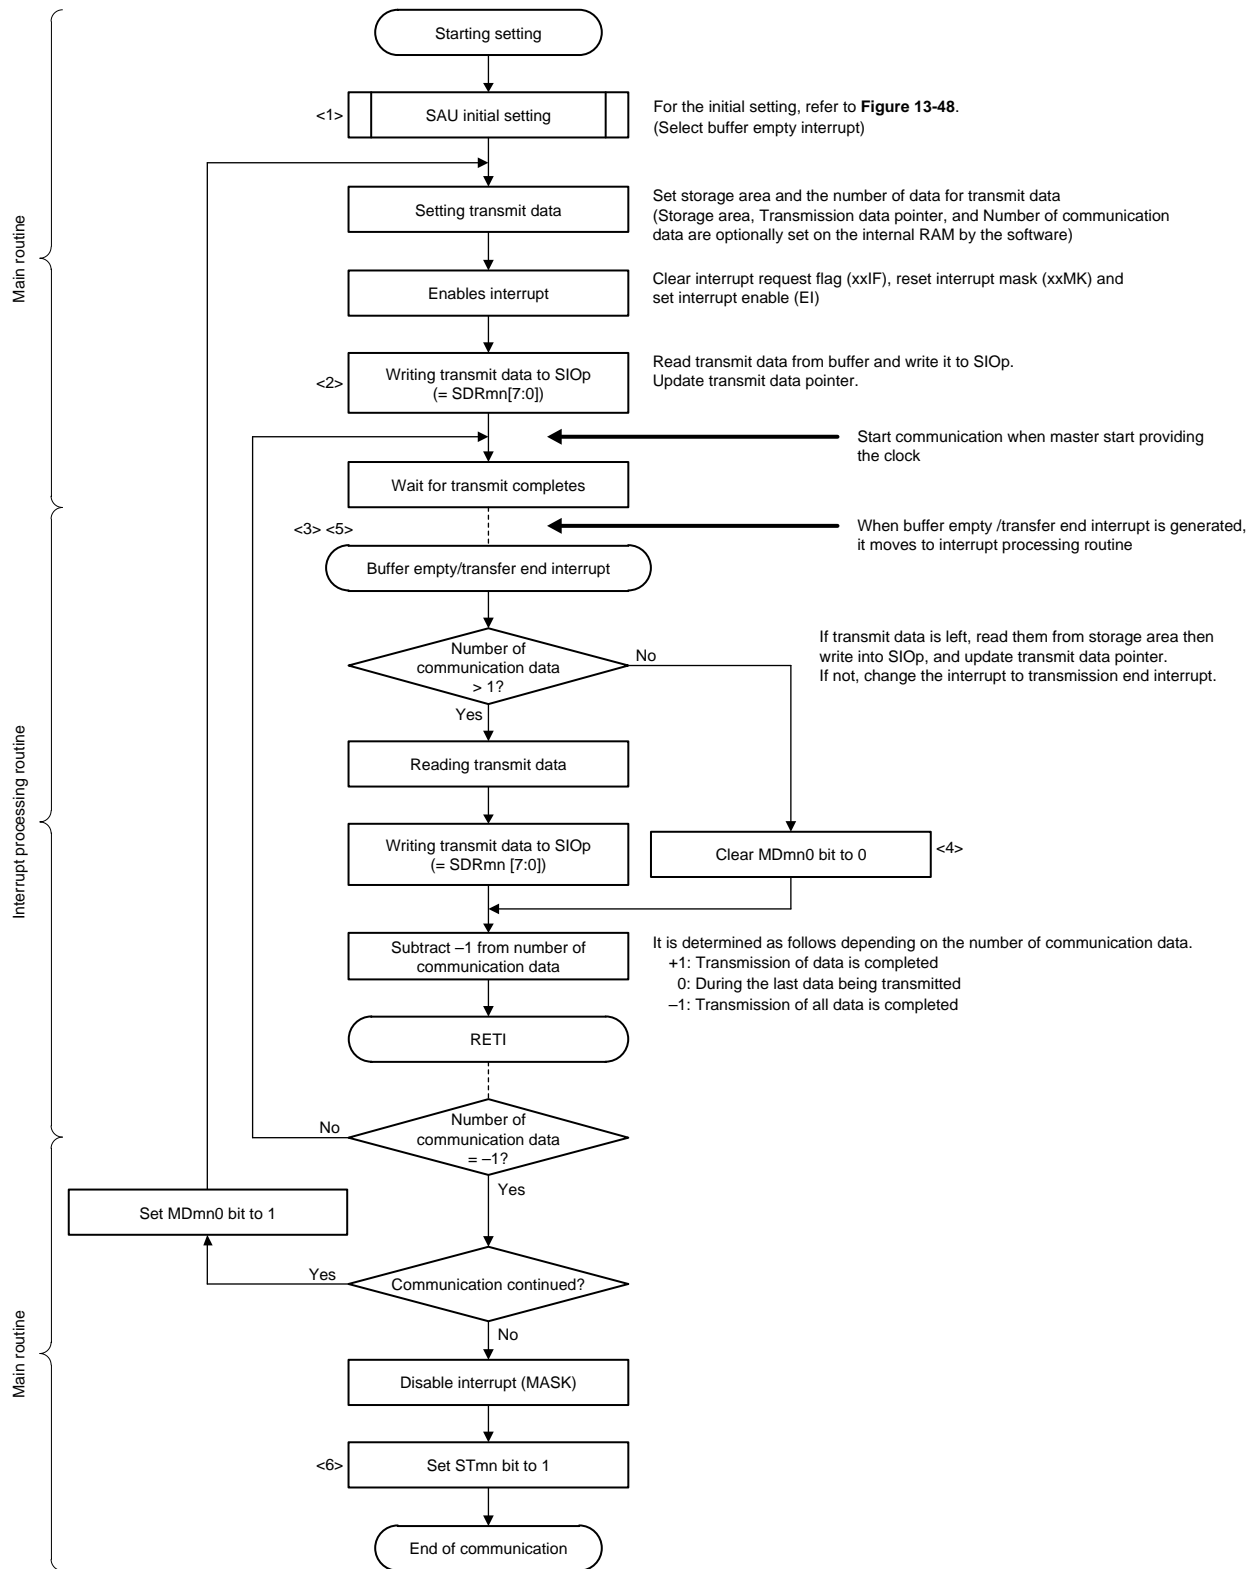 Starting setting
<1>
SAU initial setting
For the initial setting, refer to Figure 13-48.
(Select buffer empty interrupt)
Main routine
Setting transmit data
Set storage area and the number of data for transmit data
(Storage area, Transmission data pointer, and Number of communication
data are optionally set on the internal RAM by the software)
Enables interrupt
Clear interrupt request flag (xxIF), reset interrupt mask (xxMK) and
set interrupt enable (EI)
<2>
Writing transmit data to SIOp
(= SDRmn[7:0])
Read transmit data from buffer and write it to SIOp.
Update transmit data pointer.
Start communication when master start providing
the clock
Wait for transmit completes
<3> <5>
When buffer empty /transfer end interrupt is generated,
it moves to interrupt processing routine
Buffer empty/transfer end interrupt
Number of
communication data
> 1?
No
Yes
If transmit data is left, read them from storage area then
write into SIOp, and update transmit data pointer.
If not, change the interrupt to transmission end interrupt.
Interrupt processing routine
Reading transmit data
Writing transmit data to SIOp
(= SDRmn [7:0])
Clear MDmn0 bit to 0
<4>
Subtract –1 from number of
communication data
It is determined as follows depending on the number of communication data.
+1: Transmission of data is completed
0: During the last data being transmitted
–1: Transmission of all data is completed
RETI
Number of
communication data
= –1?
No
Yes
Set MDmn0 bit to 1
Communication continued?
Yes
No
Main routine
Disable interrupt (MASK)
<6>
Set STmn bit to 1
End of communication